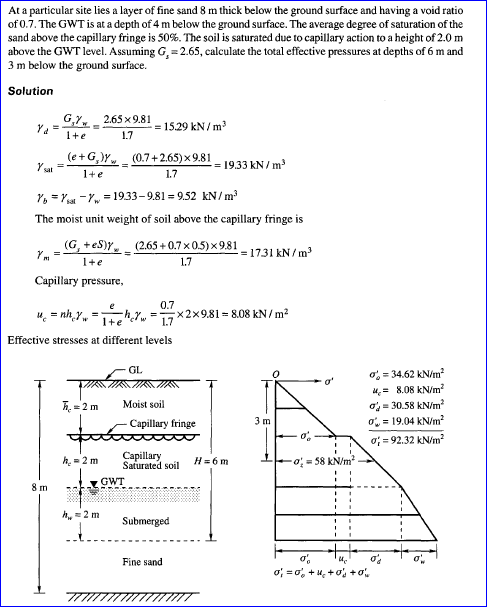 At a particular site lies a layer of fine sand 8 m thick below the ground surface and having a void ratio
of 0.7. The GWT is at a depth of 4 m below the ground surface. The average degree of saturation of the
sand above the capillary fringe is 50%. The soil is saturated due to capillary action to a height of 2.0 m
above the GWT level. Assuming G_s = 2.65, calculate the total effective pressures at depths of 6 m and
3 m below the ground surface.
Solution
γ_d = G_sγ_w / 1+e = 2.65×9.81 / 1.7 = 15.29 kN / m³
γ_sat = (e+G_s)γ_w / 1+e = (0.7+2.65)×9.81 / 1.7 = 19.33 kN / m³
γ_b = γ_sat − γ_w = 19.33−9.81 = 9.52 kN/ m³
The moist unit weight of soil above the capillary fringe is
γ_m = (G_s + eS)γ_w / 1+e = (2.65+0.7×0.5)×9.81 / 1.7 = 17.31 kN/ m³
Capillary pressure,
u_c = nh_cγ_w = e / 1+e h_cγ_w = 0.7 / 1.7 ×2×9.81 = 8.08 kN / m²
Effective stresses at different levels
GL
h̄_c = 2 m
Moist soil
Capillary fringe
h_c = 2 m
Capillary
Saturated soil
H = 6 m
8 m
GWT
h_w = 2 m
Submerged
Fine sand
0
σ'
σ'_o = 34.62 kN/m²
u_c = 8.08 kN/m²
σ'_d = 30.58 kN/m²
σ'_w = 19.04 kN/m²
σ'_t = 92.32 kN/m²
3 m
σ'_o
σ'_t = 58 kN/m²
σ'_o
u_c
σ'_d
σ'_w
σ'_t = σ'_o + u_c + σ'_d + σ'_w